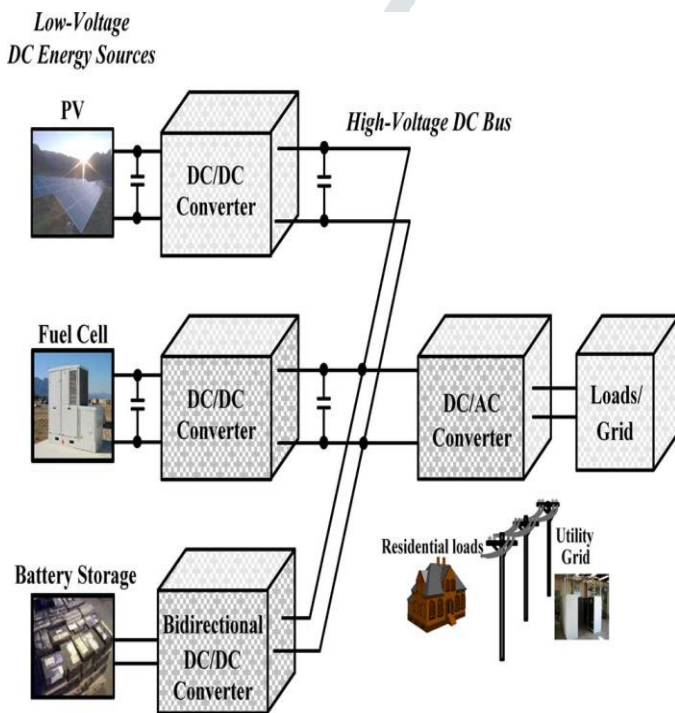 Low-Voltage
DC Energy Sources
PV
High-Voltage DC Bus
DC/DC
Converter
Fuel Cell
DC/DC
Converter
DC/AC
Converter
Loads/
Grid
Residential loads
Utility
Grid
Battery Storage
Bidirectional
DC/DC
Converter